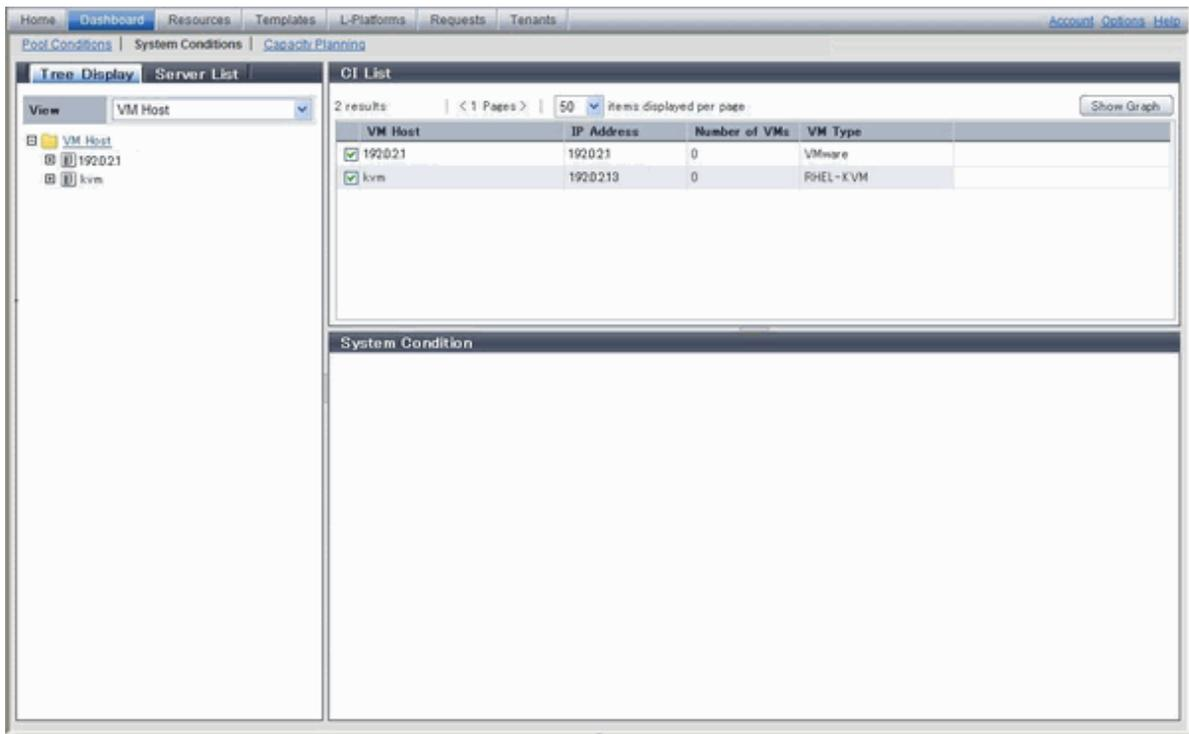 Home Dashboard Resources Templates L-Platforms Requests Tenants Account Options Help
Pool Conditions | System Conditions | Capacity Planning
Tree Display Server List
View VM Host
VM Host
192.0.2.1
kvm
CI List
2 results | < 1 Pages > | 50 items displayed per page Show Graph
VM Host IP Address Number of VMs VM Type
192.0.2.1 192.0.2.1 0 VMware
kvm 192.0.2.13 0 RHEL-KVM
System Condition